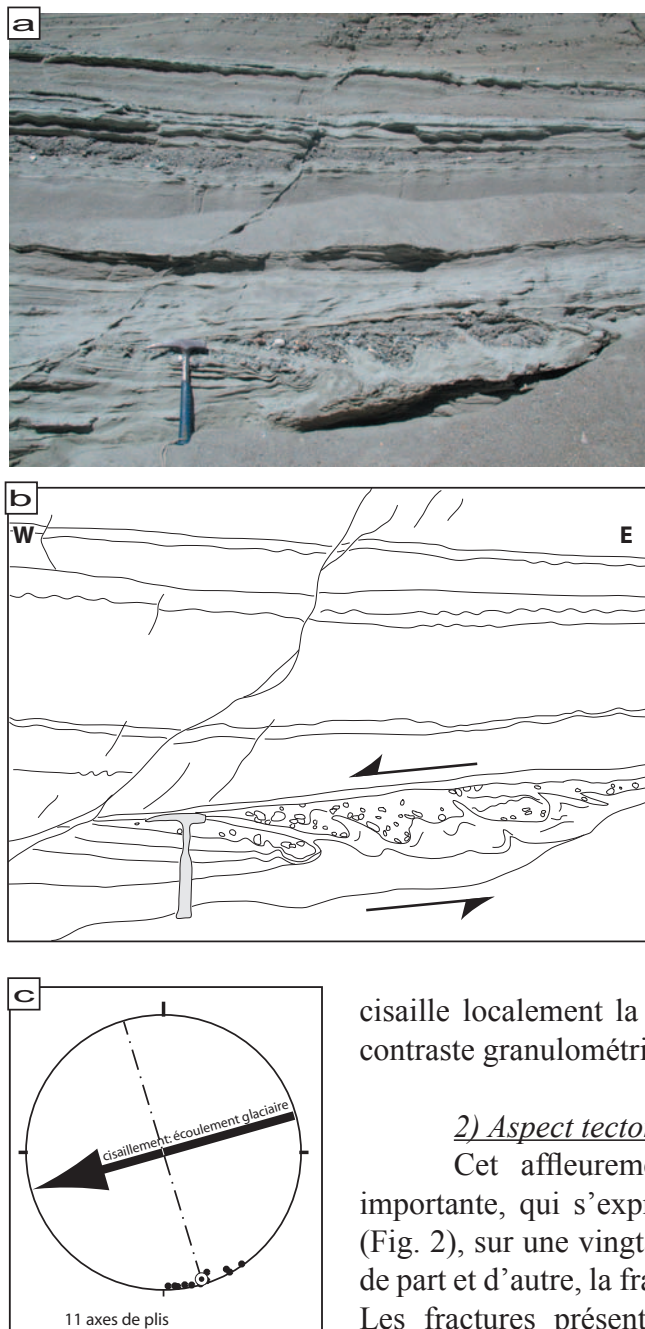 a
b
W
E
c
cisaillement: écoulement glaciaire
11 axes de plis
cisaille localement la
contraste granulométri
2) Aspect tecto
Cet affleureme
importante, qui s'expr
(Fig. 2), sur une vingt
de part et d'autre, la fra
Les fractures présent